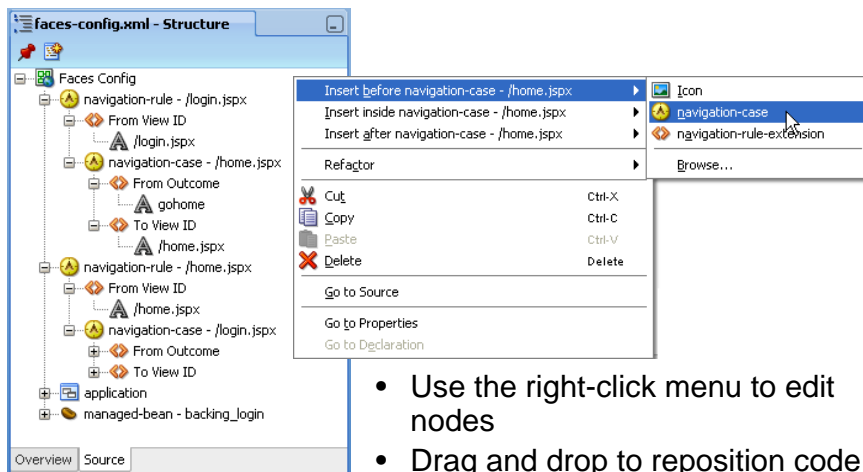 faces-config.xml - Structure
Faces Config
navigation-rule - /login.jspx
From View ID
/login.jspx
navigation-case - /home.jspx
From Outcome
gohome
To View ID
/home.jspx
navigation-rule - /home.jspx
From View ID
/home.jspx
navigation-case - /login.jspx
From Outcome
To View ID
application
managed-bean - backing_login
Overview Source
Insert before navigation-case - /home.jspx
Insert inside navigation-case - /home.jspx
Insert after navigation-case - /home.jspx
Refactor
Cut Ctrl-X
Copy Ctrl-C
Paste Ctrl-V
Delete Delete
Go to Source
Go to Properties
Go to Declaration
Icon
navigation-case
navigation-rule-extension
Browse...
• Use the right-click menu to edit
nodes
• Drag and drop to reposition code